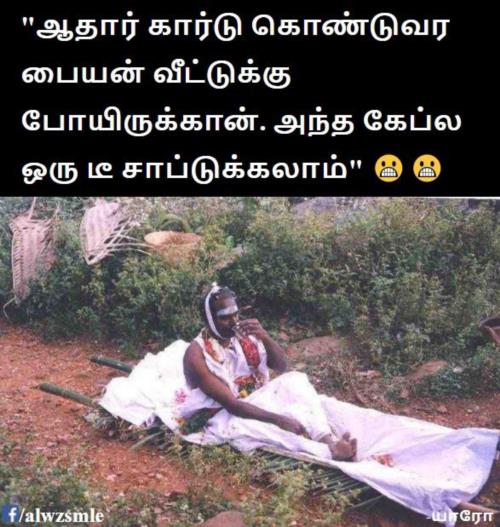 "ஆதார் கார்டு கொண்டுவர
பையன் வீட்டுக்கு
போயிருக்கான். அந்த கேப்ல
ஒரு டீ சாப்டுக்கலாம்" 😬 😬
f/alwzsmle
-யாரோ